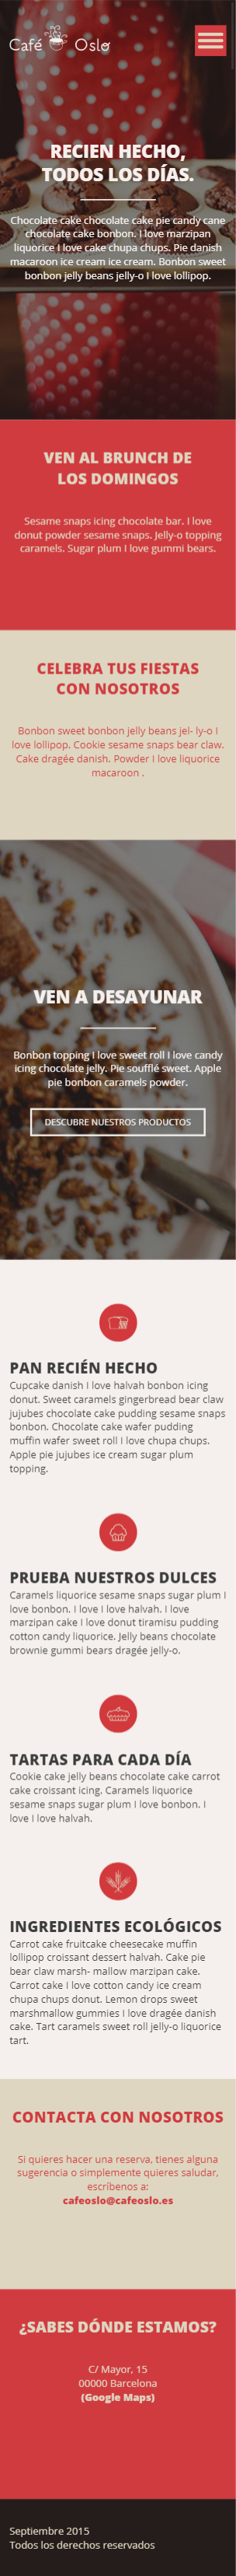 Café Oslo
RECIEN HECHO,
TODOS LOS DÍAS.
Chocolate cake chocolate cake pie candy cane
chocolate cake bonbon. I love marzipan
liquorice I love cake chupa chups. Pie danish
macaroon ice cream ice cream. Bonbon sweet
bonbon jelly beans jelly-o I love lollipop.
VEN AL BRUNCH DE
LOS DOMINGOS
Sesame snaps icing chocolate bar. I love
donut powder sesame snaps. Jelly-o topping
caramels. Sugar plum I love gummi bears.
CELEBRA TUS FIESTAS
CON NOSOTROS
Bonbon sweet bonbon jelly beans jel- ly-o I
love lollipop. Cookie sesame snaps bear claw.
Cake dragée danish. Powder I love liquorice
macaroon .
VEN A DESAYUNAR
Bonbon topping I love sweet roll I love candy
icing chocolate jelly. Pie soufflé sweet. Apple
pie bonbon caramels powder.
DESCUBRE NUESTROS PRODUCTOS
PAN RECIÉN HECHO
Cupcake danish I love halvah bonbon icing
donut. Sweet caramels gingerbread bear claw
jujubes chocolate cake pudding sesame snaps
bonbon. Chocolate cake wafer pudding
muffin wafer sweet roll I love chupa chups.
Apple pie jujubes ice cream sugar plum
topping.
PRUEBA NUESTROS DULCES
Caramels liquorice sesame snaps sugar plum I
love bonbon. I love I love halvah. I love
marzipan cake I love donut tiramisu pudding
cotton candy liquorice. Jelly beans chocolate
brownie gummi bears dragée jelly-o.
TARTAS PARA CADA DÍA
Cookie cake jelly beans chocolate cake carrot
cake croissant icing. Caramels liquorice
sesame snaps sugar plum I love bonbon. I
love I love halvah.
INGREDIENTES ECOLÓGICOS
Carrot cake fruitcake cheesecake muffin
lollipop croissant dessert halvah. Cake pie
bear claw marsh- mallow marzipan cake.
Carrot cake I love cotton candy ice cream
chupa chups donut. Lemon drops sweet
marshmallow gummies I love dragée danish
cake. Tart caramels sweet roll jelly-o liquorice
tart.
CONTACTA CON NOSOTROS
Si quieres hacer una reserva, tienes alguna
sugerencia o simplemente quieres saludar,
escríbenos a:
cafeoslo@cafeoslo.es
¿SABES DÓNDE ESTAMOS?
C/ Mayor, 15
00000 Barcelona
(Google Maps)
Septiembre 2015
Todos los derechos reservados